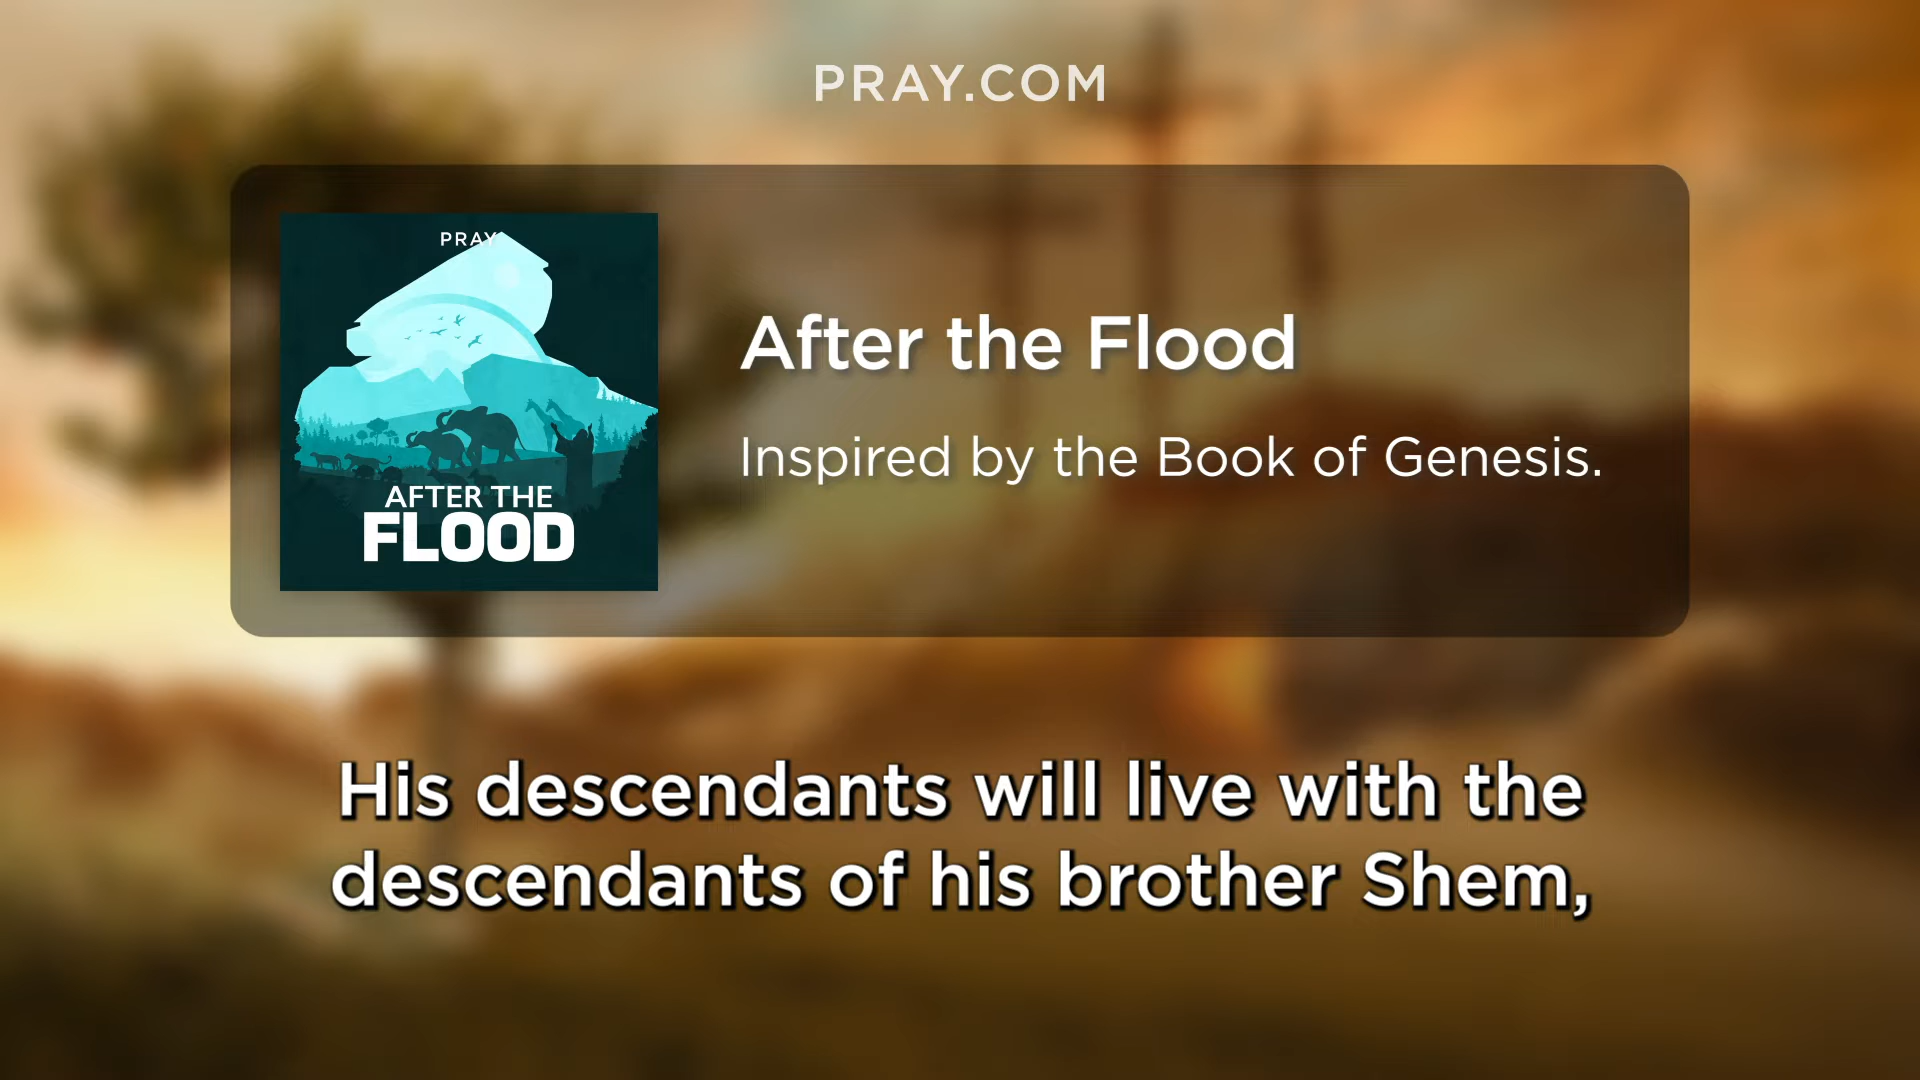 PRAY.COM
PRAY
AFTER THE
FLOOD
After the Flood
Inspired by the Book of Genesis.
His descendants will live with the
descendants of his brother Shem,